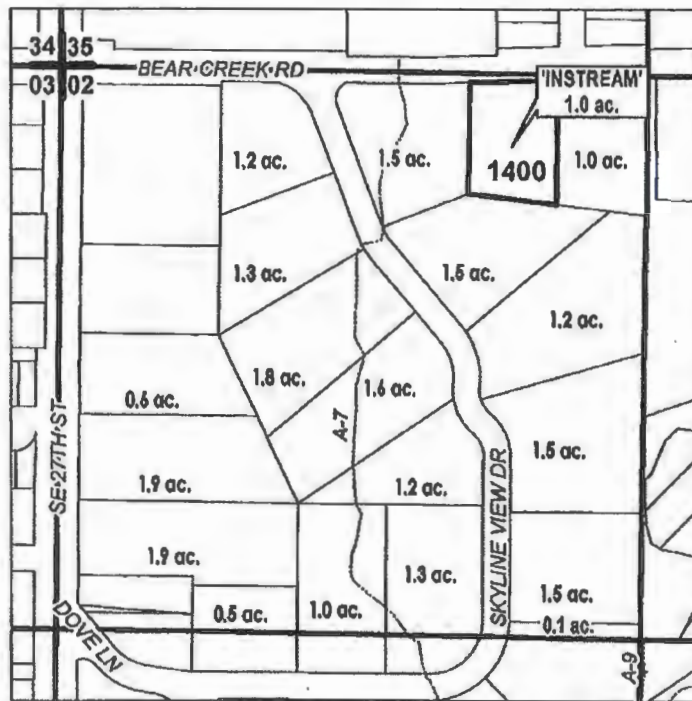 34 35
BEAR CREEK RD
03 02
'INSTREAM'
1.0 ac.
1.2 ac.
1.5 ac.
1400
1.0 ac.
1.3 ac.
1.5 ac.
1.2 ac.
1.8 ac.
1.6 ac.
0.6 ac.
A-7
1.5 ac.
SE 27TH ST
1.9 ac.
1.2 ac.
SKYLINE VIEW DR
1.9 ac.
1.3 ac.
1.5 ac.
0.5 ac.
1.0 ac.
0.1 ac.
DOVE LN
A-9